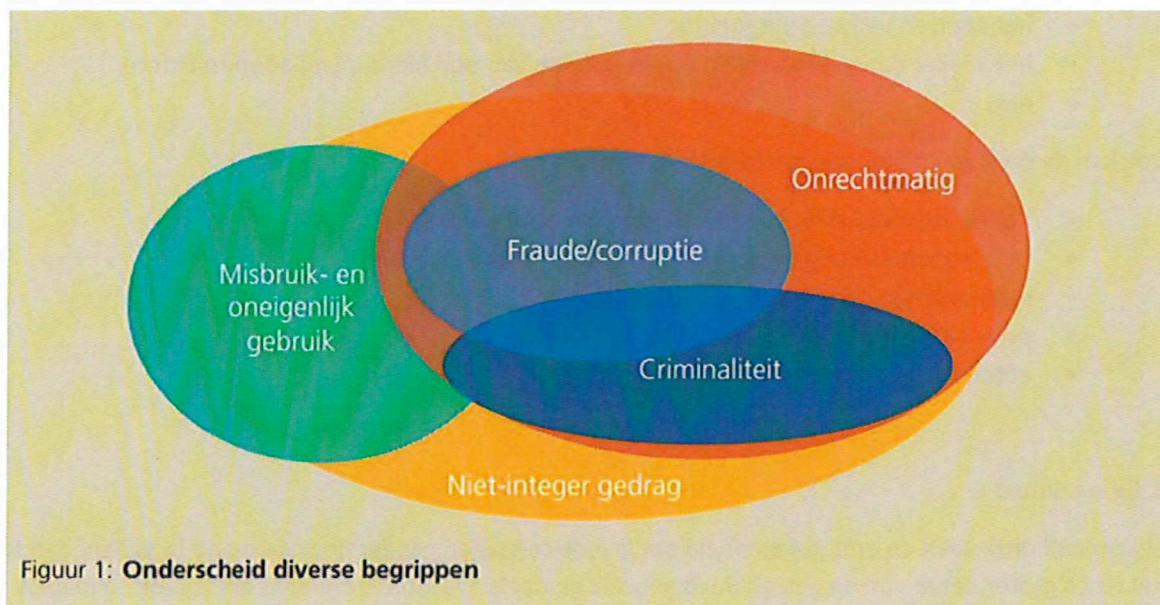 Onrechtmatig
Fraude/corruptie
Misbruik- en
oneigenlijk
gebruik
Criminaliteit
Niet-integer gedrag
Figuur 1: Onderscheid diverse begrippen